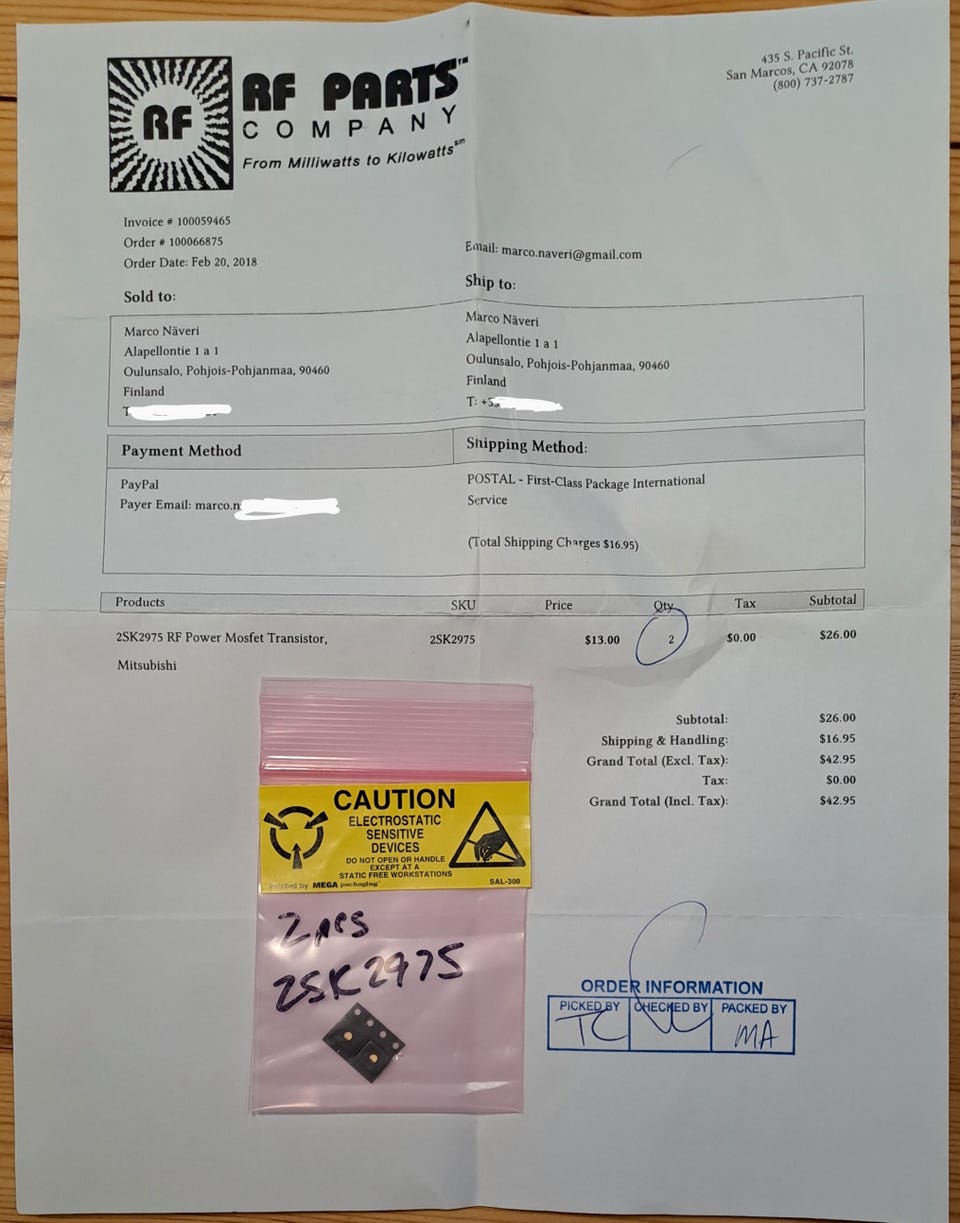 435 S. Pacific St.
San Marcos, CA 92078
(800) 737-2787
RF
RF PARTS™
COMPANY
From Milliwatts to Kilowatts℠
Invoice # 100059465
Order # 100066875
Order Date: Feb 20, 2018
Email: marco.naveri@gmail.com
Sold to:
Ship to:
Marco Näveri
Alapellontie 1 a 1
Oulunsalo, Pohjois-Pohjanmaa, 90460
Finland
T
Marco Näveri
Alapellontie 1 a 1
Oulunsalo, Pohjois-Pohjanmaa, 90460
Finland
T:
Payment Method
Shipping Method:
PayPal
Payer Email: marco.n
POSTAL - First-Class Package International
Service
(Total Shipping Charges $16.95)
Products SKU Price Qty Tax Subtotal
2SK2975 RF Power Mosfet Transistor, 2SK2975 $13.00 2 $0.00 $26.00
Mitsubishi
Subtotal: $26.00
Shipping & Handling: $16.95
Grand Total (Excl. Tax): $42.95
Tax: $0.00
Grand Total (Incl. Tax): $42.95
CAUTION
ELECTROSTATIC
SENSITIVE
DEVICES
DO NOT OPEN OR HANDLE
EXCEPT AT A
STATIC FREE WORKSTATIONS
Printed by MEGA packaging SAL-300
2 pcs
2SK2975
ORDER INFORMATION
PICKED BY CHECKED BY PACKED BY
TC MA